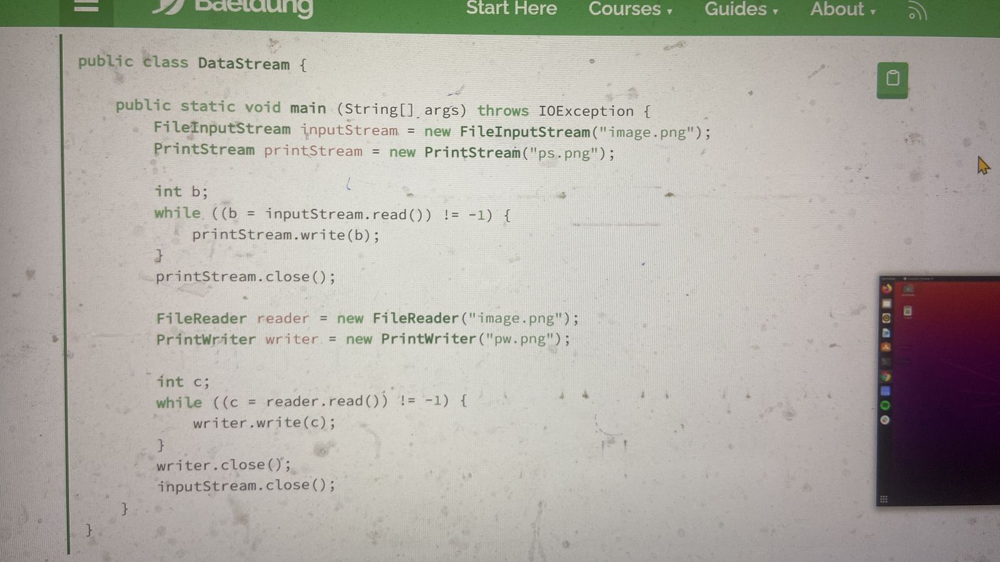 Baeldung
Start Here Courses Guides About
public class DataStream {
public static void main (String[] args) throws IOException {
FileInputStream inputStream = new FileInputStream("image.png");
PrintStream printStream = new PrintStream("ps.png");
int b;
while ((b = inputStream.read()) != -1) {
printStream.write(b);
}
printStream.close();
FileReader reader = new FileReader("image.png");
PrintWriter writer = new PrintWriter("pw.png");
int c;
while ((c = reader.read()) != -1) {
writer.write(c);
}
writer.close();
inputStream.close();
}
}